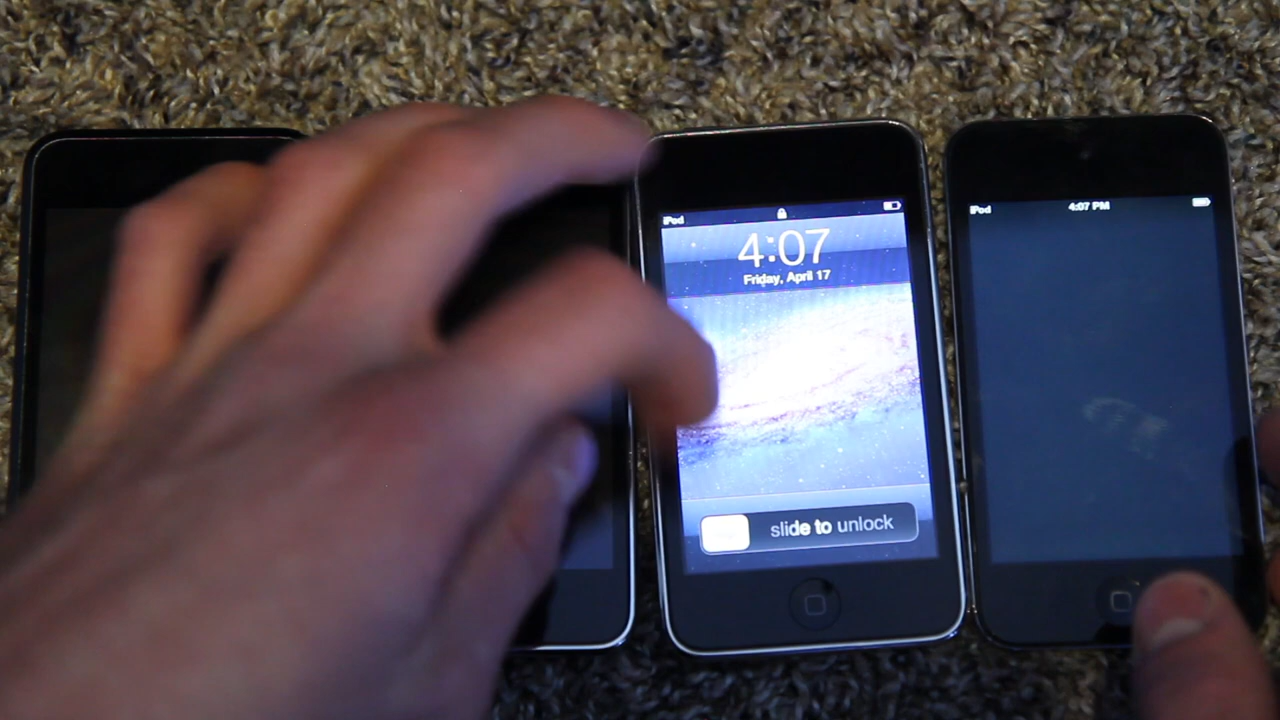 iPod
4:07
Friday, April 17
slide to unlock
iPod 4:07 PM